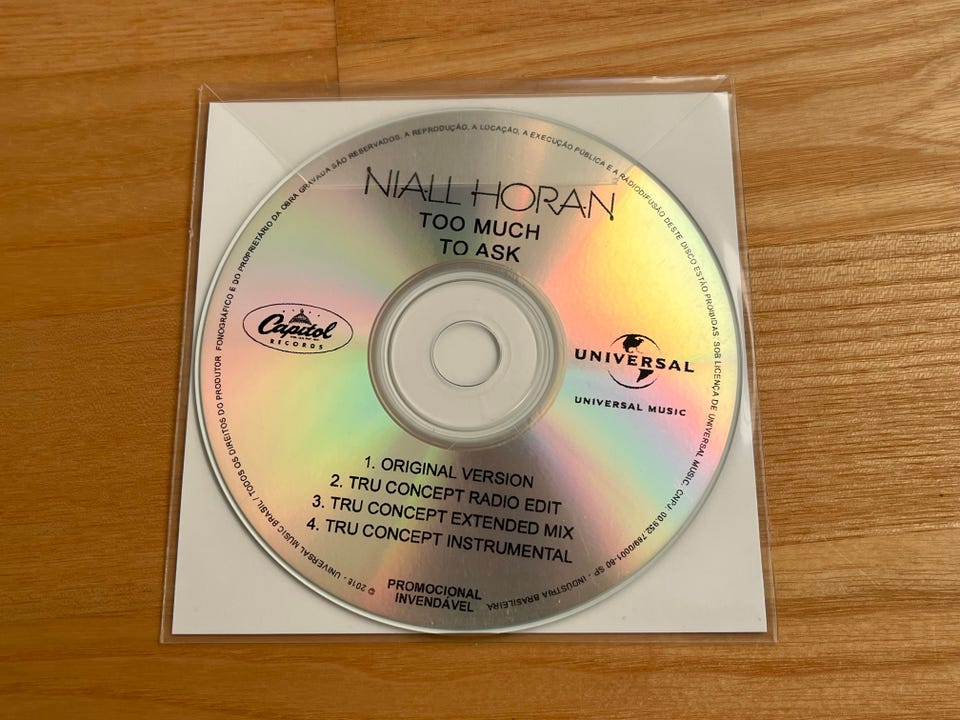 NIALL HORAN
TOO MUCH
TO ASK
Capitol
RECORDS
UNIVERSAL
UNIVERSAL MUSIC
1. ORIGINAL VERSION
2. TRU CONCEPT RADIO EDIT
3. TRU CONCEPT EXTENDED MIX
4. TRU CONCEPT INSTRUMENTAL
PROMOCIONAL
INVENDÁVEL
UNIVERSAL MUSIC BRASIL / TODOS OS DIREITOS DO PRODUTOR FONOGRÁFICO E DO PROPRIETÁRIO DA OBRA GRAVADA SÃO RESERVADOS. A REPRODUÇÃO, A LOCAÇÃO, A EXECUÇÃO PÚBLICA E A RADIODIFUSÃO DESTE DISCO ESTÃO PROIBIDAS. SOB LICENÇA DE UNIVERSAL MUSIC. CNPJ: SP - INDÚSTRIA BRASILEIRA